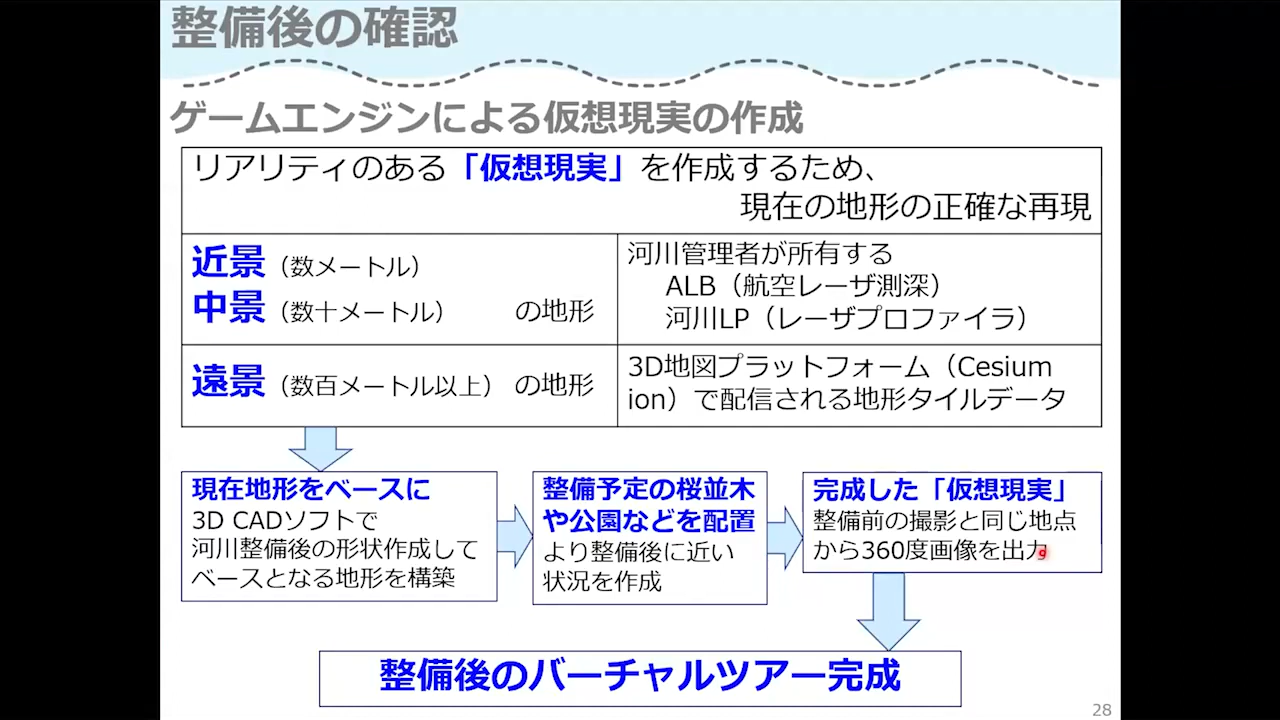 整備後の確認
ゲームエンジンによる仮想現実の作成
リアリティのある「仮想現実」を作成するため、
現在の地形の正確な再現
近景（数メートル）
中景（数十メートル） の地形
河川管理者が所有する
ALB（航空レーザ測深）
河川LP（レーザプロファイラ）
遠景（数百メートル以上） の地形
3D地図プラットフォーム（Cesium
ion）で配信される地形タイルデータ
現在地形をベースに
3D CADソフトで
河川整備後の形状作成して
ベースとなる地形を構築
整備予定の桜並木
や公園などを配置
より整備後に近い
状況を作成
完成した「仮想現実」
整備前の撮影と同じ地点
から360度画像を出力
整備後のバーチャルツアー完成
28